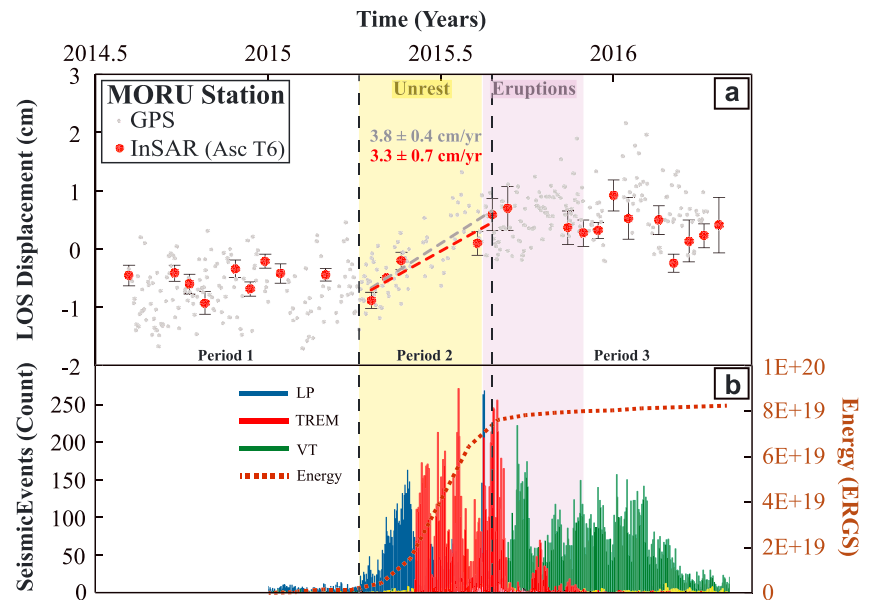 Time (Years)
2014.5 2015 2015.5 2016
3
2
1
0
-1
-2
LOS Displacement (cm)
MORU Station
GPS
InSAR (Asc T6)
Unrest
Eruptions
a
3.8 ± 0.4 cm/yr
3.3 ± 0.7 cm/yr
Period 1 Period 2 Period 3
b
250
200
150
100
50
0
SeismicEvents (Count)
LP
TREM
VT
Energy
1E+20
8E+19
6E+19
4E+19
2E+19
0
Energy (ERGS)